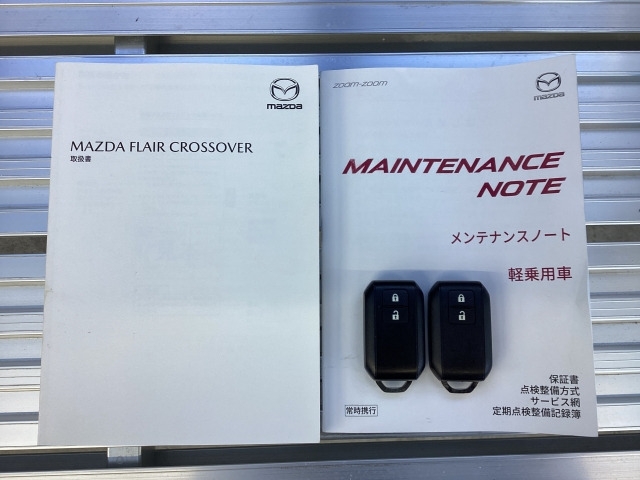 mazda
MAZDA FLAIR CROSSOVER
取扱書
zoom-zoom
mazda
MAINTENANCE
NOTE
メンテナンスノート
軽乗用車
保証書
点検整備方式
サービス網
定期点検整備記録簿
常時携行